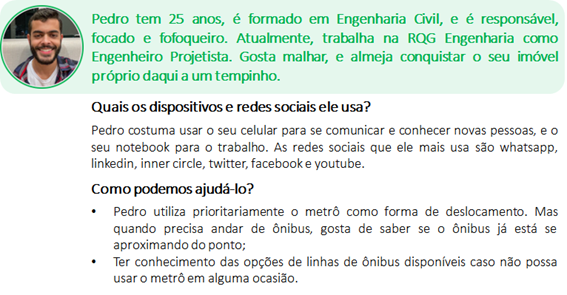 Pedro tem 25 anos, é formado em Engenharia Civil, e é responsável,
focado e fofoqueiro. Atualmente, trabalha na RQG Engenharia como
Engenheiro Projetista. Gosta malhar, e almeja conquistar o seu imóvel
próprio daqui a um tempinho.
Quais os dispositivos e redes sociais ele usa?
Pedro costuma usar o seu celular para se comunicar e conhecer novas pessoas, e o
seu notebook para o trabalho. As redes sociais que ele mais usa são whatsapp,
linkedin, inner circle, twitter, facebook e youtube.
Como podemos ajudá-lo?
• Pedro utiliza prioritariamente o metrô como forma de deslocamento. Mas
quando precisa andar de ônibus, gosta de saber se o ônibus já está se
aproximando do ponto;
• Ter conhecimento das opções de linhas de ônibus disponíveis caso não possa
usar o metrô em alguma ocasião.